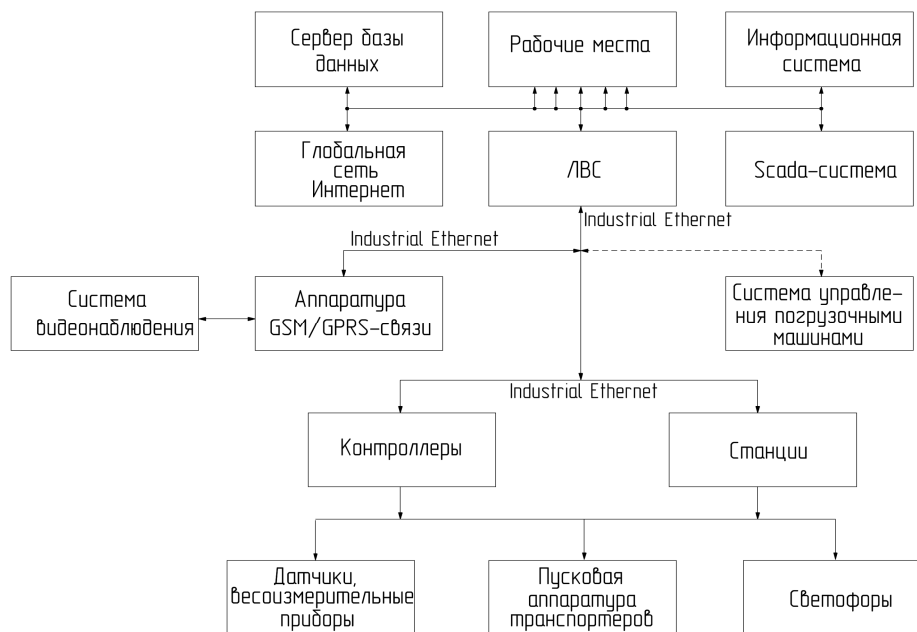 Сервер базы
данных
Рабочие места
Информационная
система
Глобальная
сеть
Интернет
ЛВС
Scada-система
Industrial Ethernet
Industrial Ethernet
Система
видеонаблюдения
Аппаратура
GSM/GPRS-связи
Система управле-
ния погрузочными
машинами
Industrial Ethernet
Контроллеры
Станции
Датчики,
весоизмерительные
приборы
Пусковая
аппаратура
транспортеров
Светофоры